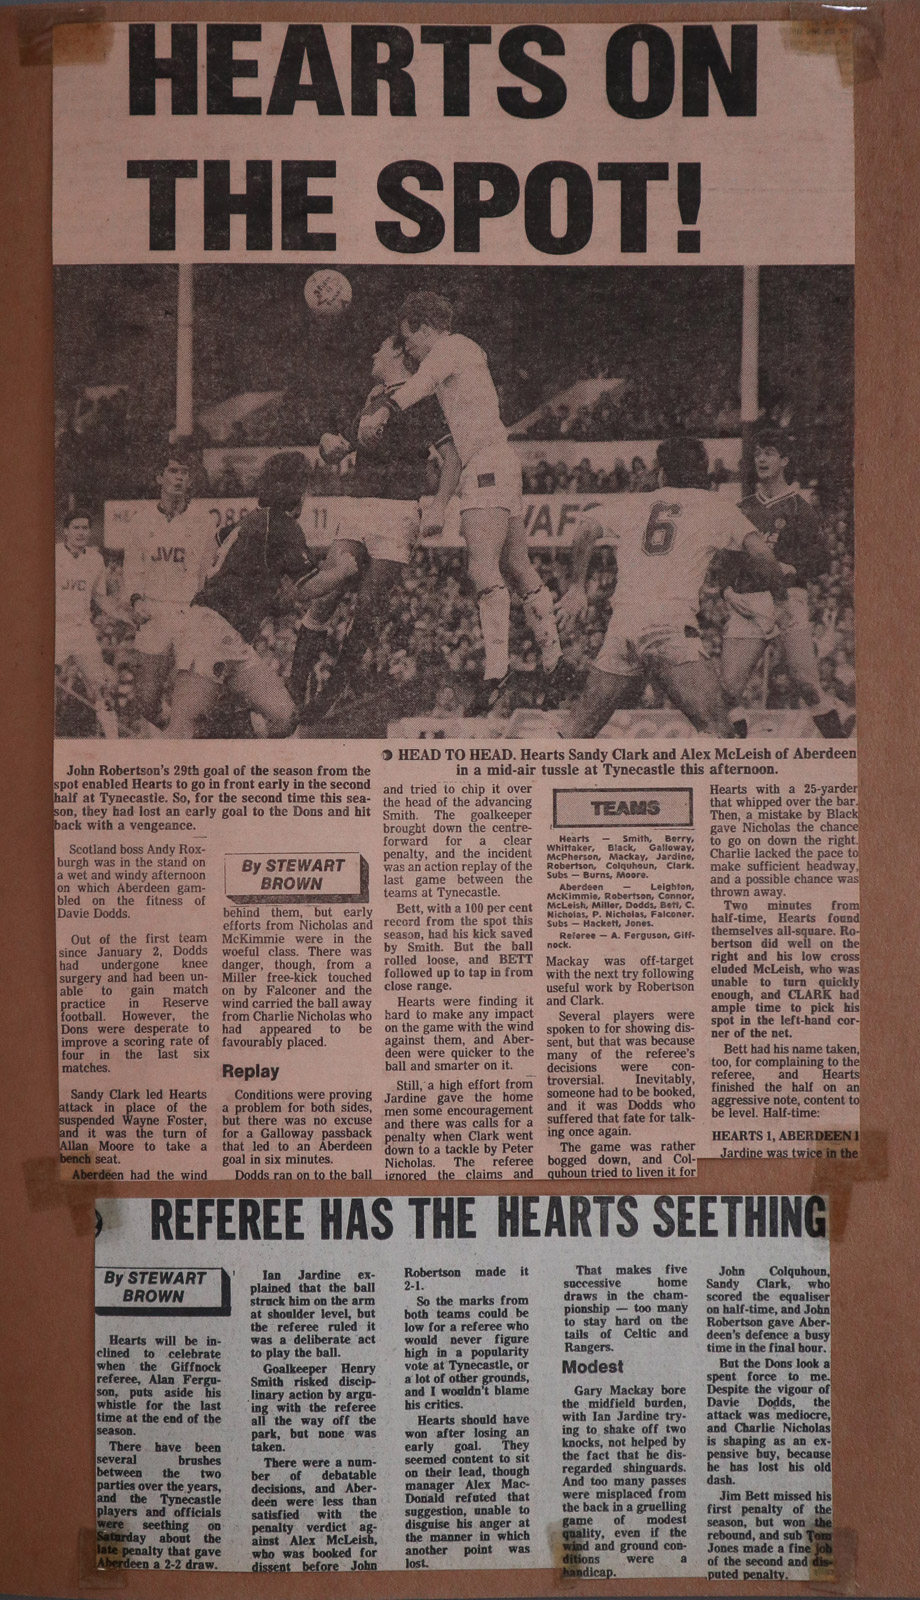 HEARTS ON
THE SPOT!
JVC
JVC
11
6
HEAD TO HEAD. Hearts Sandy Clark and Alex McLeish of Aberdeen
in a mid-air tussle at Tynecastle this afternoon.
John Robertson's 29th goal of the season from the
spot enabled Hearts to go in front early in the second
half at Tynecastle. So, for the second time this sea-
son, they had lost an early goal to the Dons and hit
back with a vengeance.
Scotland boss Andy Rox-
burgh was in the stand on
a wet and windy afternoon
on which Aberdeen gam-
bled on the fitness of
Davie Dodds.
Out of the first team
since January 2, Dodds
had undergone knee
surgery and had been un-
able to gain match
practice in Reserve
football. However, the
Dons were desperate to
improve a scoring rate of
four in the last six
matches.
Sandy Clark led Hearts
attack in place of the
suspended Wayne Foster,
and it was the turn of
Allan Moore to take a
bench seat.
Aberdeen had the wind
By STEWART
BROWN
behind them, but early
efforts from Nicholas and
McKimmie were in the
woeful class. There was
danger, though, from a
Miller free-kick touched
on by Falconer and the
wind carried the ball away
from Charlie Nicholas who
had appeared to be
favourably placed.
Replay
Conditions were proving
a problem for both sides,
but there was no excuse
for a Galloway passback
that led to an Aberdeen
goal in six minutes.
Dodds ran on to the ball
and tried to chip it over
the head of the advancing
Smith. The goalkeeper
brought down the centre-
forward for a clear
penalty, and the incident
was an action replay of the
last game between the
teams at Tynecastle.
Bett, with a 100 per cent
record from the spot this
season, had his kick saved
by Smith. But the ball
rolled loose, and BETT
followed up to tap in from
close range.
Hearts were finding it
hard to make any impact
on the game with the wind
against them, and Aber-
deen were quicker to the
ball and smarter on it.
Still, a high effort from
Jardine gave the home
men some encouragement
and there was calls for a
penalty when Clark went
down to a tackle by Peter
Nicholas. The referee
ignored the claims and
TEAMS
Hearts — Smith, Berry,
Whittaker, Black, Galloway,
McPherson, Mackay, Jardine,
Robertson, Colquhoun, Clark.
Subs — Burns, Moore.
Aberdeen — Leighton,
McKimmie, Robertson, Connor,
McLeish, Miller, Dodds, Bett, C.
Nicholas, P. Nicholas, Falconer.
Subs — Hackett, Jones.
Referee — A. Ferguson, Giff-
nock.
Mackay was off-target
with the next try following
useful work by Robertson
and Clark.
Several players were
spoken to for showing dis-
sent, but that was because
many of the referee's
decisions were con-
troversial. Inevitably,
someone had to be booked,
and it was Dodds who
suffered that fate for talk-
ing once again.
The game was rather
bogged down, and Col-
quhoun tried to liven it for
Hearts with a 25-yarder
that whipped over the bar.
Then, a mistake by Black
gave Nicholas the chance
to go down on the right.
Charlie lacked the pace to
make sufficient headway,
and a possible chance was
thrown away.
Two minutes from
half-time, Hearts found
themselves all-square. Ro-
bertson did well on the
right and his low cross
eluded McLeish, who was
unable to turn quickly
enough, and CLARK had
ample time to pick his
spot in the left-hand cor-
ner of the net.
Bett had his name taken,
too, for complaining to the
referee, and Hearts
finished the half on an
aggressive note, content to
be level. Half-time:
HEARTS 1, ABERDEEN 1
Jardine was twice in the
REFEREE HAS THE HEARTS SEETHING
By STEWART
BROWN
Hearts will be in-
clined to celebrate
when the Giffnock
referee, Alan Fergu-
son, puts aside his
whistle for the last
time at the end of the
season.
There have been
several brushes
between the two
parties over the years,
and the Tynecastle
players and officials
were seething on
Saturday about the
late penalty that gave
Aberdeen a 2-2 draw.
Ian Jardine ex-
plained that the ball
struck him on the arm
at shoulder level, but
the referee ruled it
was a deliberate act
to play the ball.
Goalkeeper Henry
Smith risked discip-
linary action by argu-
ing with the referee
all the way off the
park, but none was
taken.
There were a num-
ber of debatable
decisions, and Aber-
deen were less than
satisfied with the
penalty verdict ag-
ainst Alex McLeish,
who was booked for
dissent before John
Robertson made it
2-1.
So the marks from
both teams could be
low for a referee who
would never figure
high in a popularity
vote at Tynecastle, or
a lot of other grounds,
and I wouldn't blame
his critics.
Hearts should have
won after losing an
early goal. They
seemed content to sit
on their lead, though
manager Alex Mac-
Donald refuted that
suggestion, unable to
disguise his anger at
the manner in which
another point was
lost.
That makes five
successive home
draws in the cham-
pionship — too many
to stay hard on the
tails of Celtic and
Rangers.
Modest
Gary Mackay bore
the midfield burden,
with Ian Jardine try-
ing to shake off two
knocks, not helped by
the fact that he dis-
regarded shinguards.
And too many passes
were misplaced from
the back in a gruelling
game of modest
quality, even if the
wind and ground con-
ditions were a
handicap.
John Colquhoun,
Sandy Clark, who
scored the equaliser
on half-time, and John
Robertson gave Aber-
deen's defence a busy
time in the final hour.
But the Dons look a
spent force to me.
Despite the vigour of
Davie Dodds, the
attack was mediocre,
and Charlie Nicholas
is shaping as an ex-
pensive buy, because
he has lost his old
dash.
Jim Bett missed his
first penalty of the
season, but won the
rebound, and sub Tom
Jones made a fine job
of the second and dis-
puted penalty.